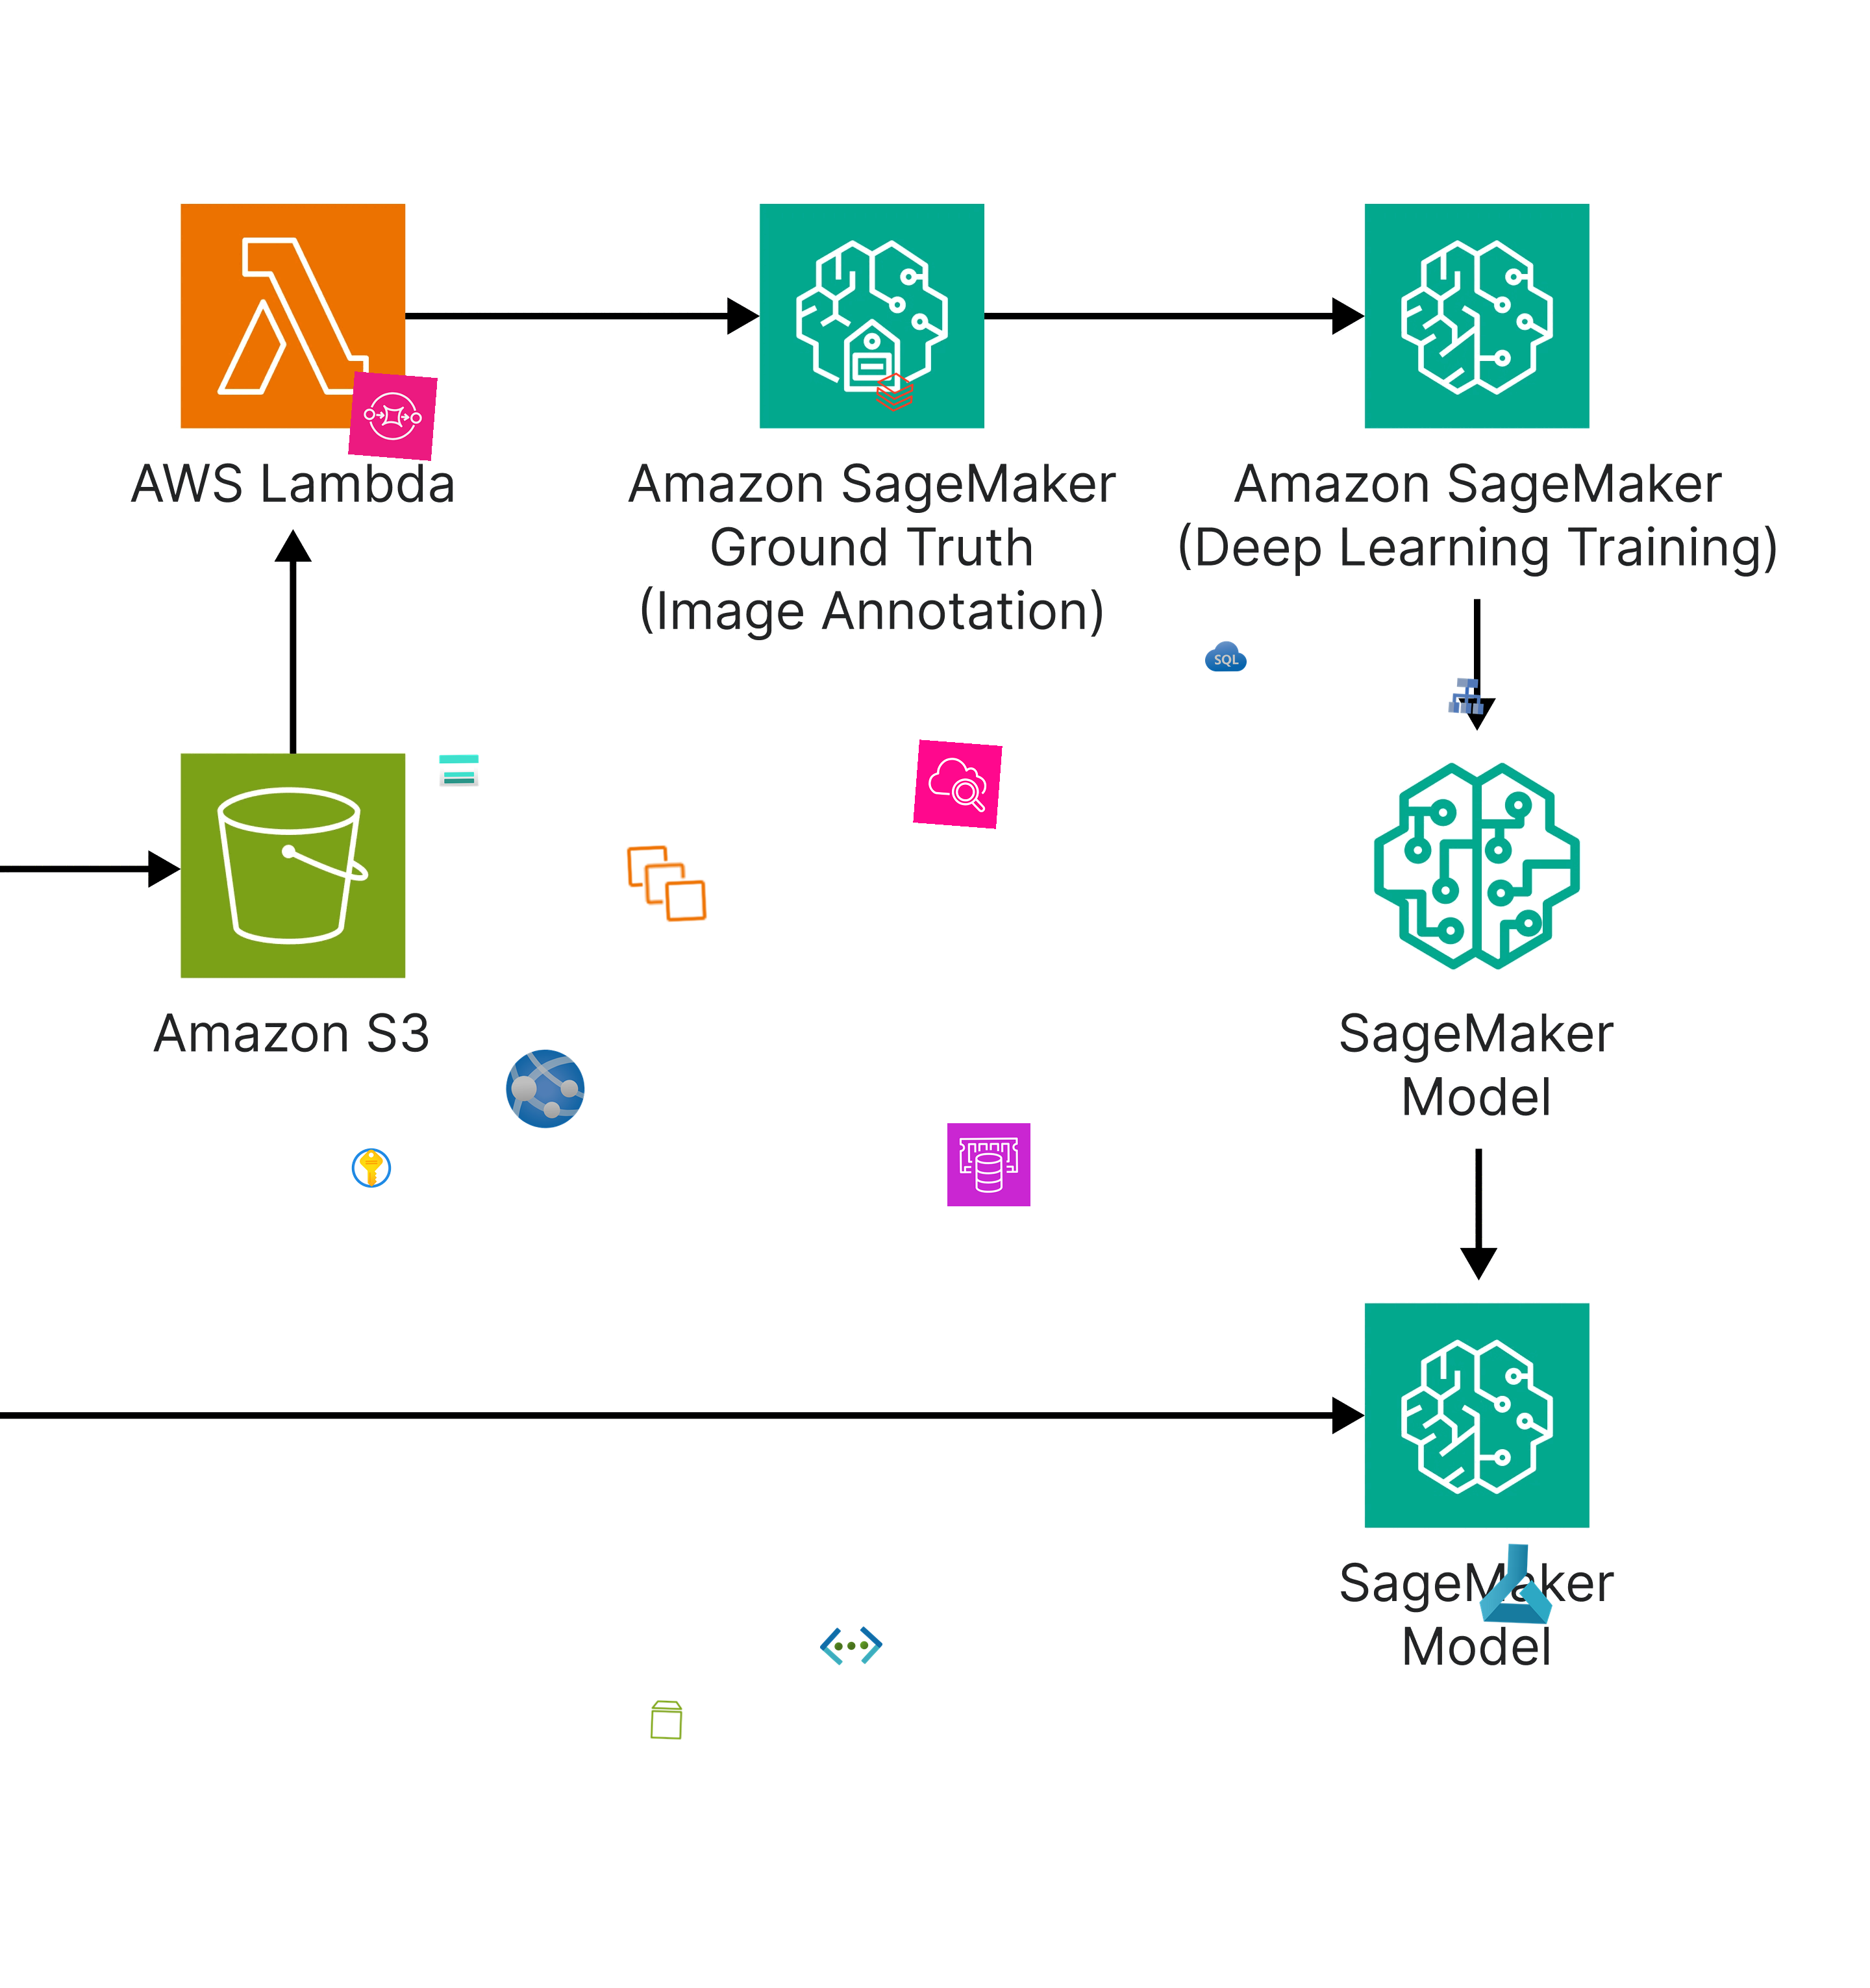 AWS Lambda
Amazon SageMaker
Ground Truth
(Image Annotation)
Amazon SageMaker
(Deep Learning Training)
SQL
Amazon S3
SageMaker
Model
SageMaker
Model